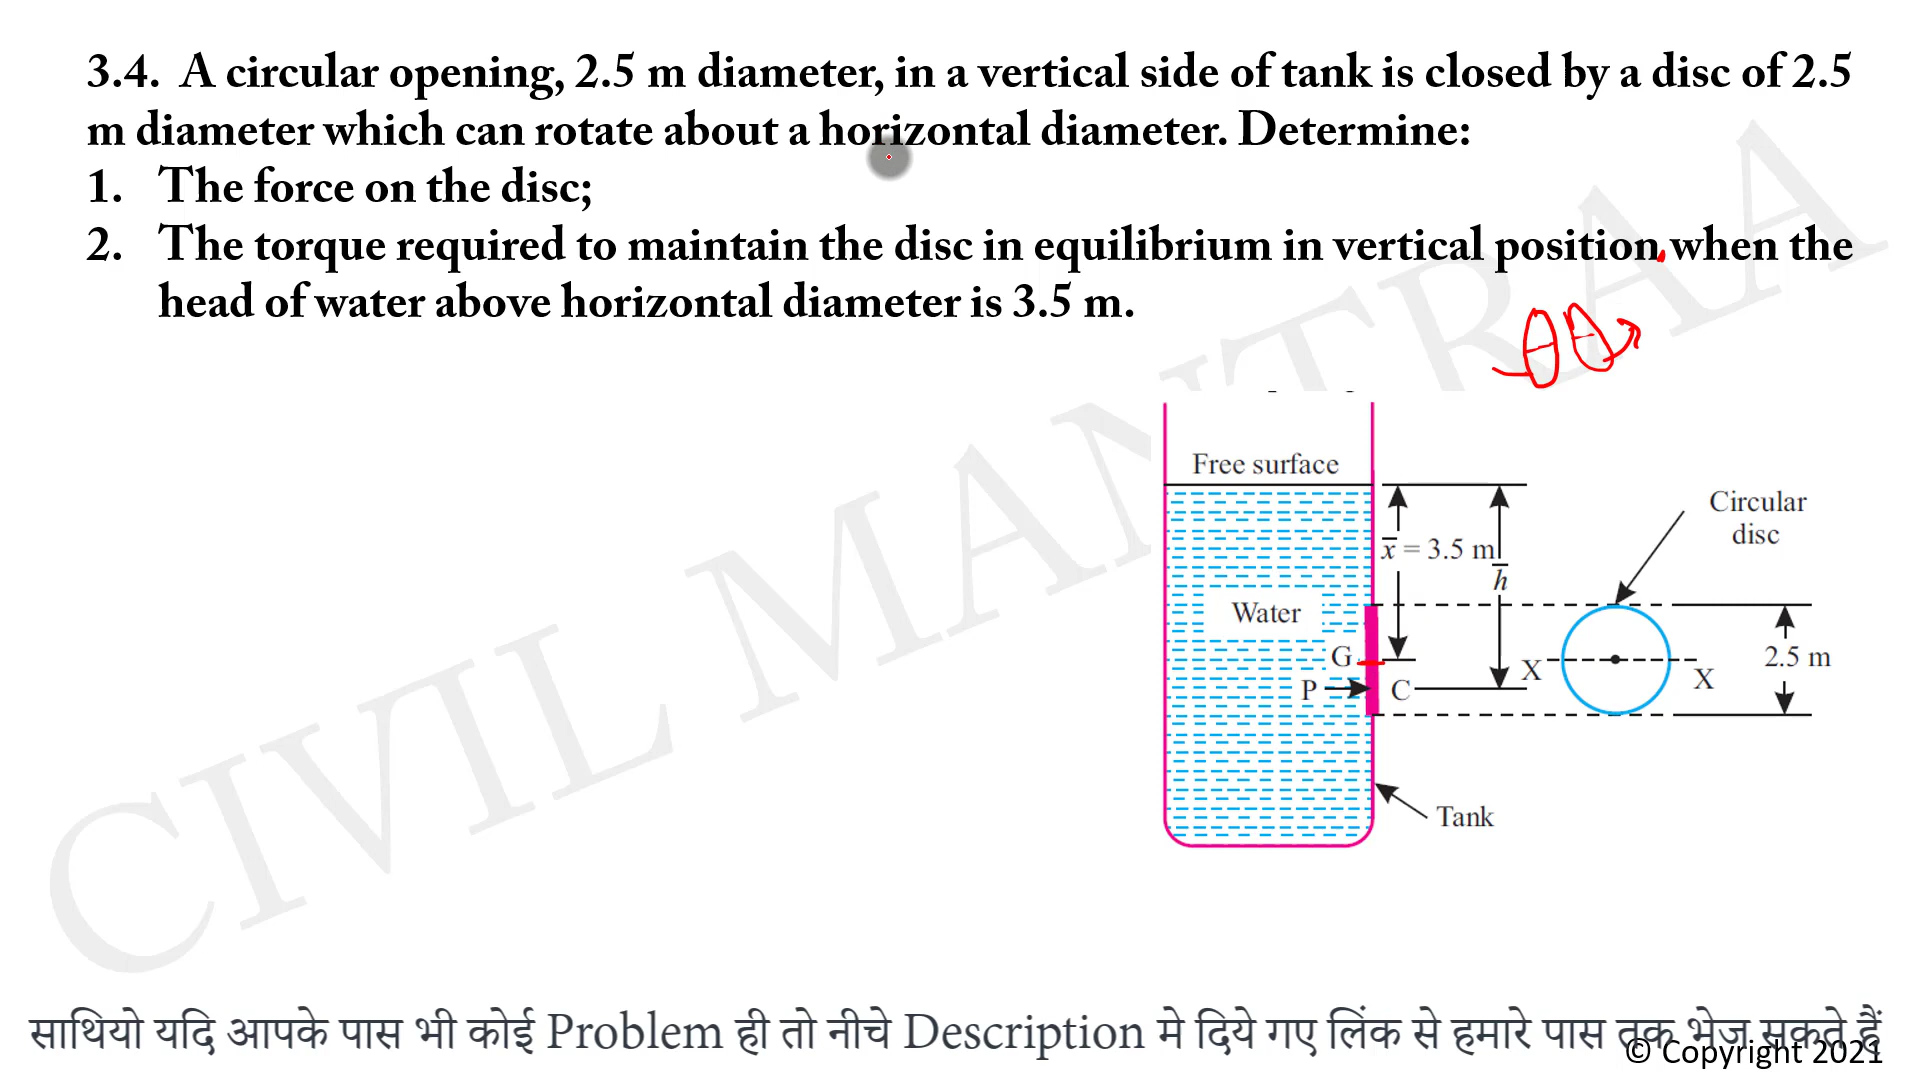 3.4. A circular opening, 2.5 m diameter, in a vertical side of tank is closed by a disc of 2.5
m diameter which can rotate about a horizontal diameter. Determine:
1. The force on the disc;
2. The torque required to maintain the disc in equilibrium in vertical position when the
head of water above horizontal diameter is 3.5 m.
CIVIL MANTRAA
Free surface
Circular
disc
x̅ = 3.5 m
h̅
Water
G
X
X
2.5 m
P
C
Tank
साथियो यदि आपके पास भी कोई Problem ही तो नीचे Description मे दिये गए लिंक से हमारे पास तक भेज सकते हैं
© Copyright 2021